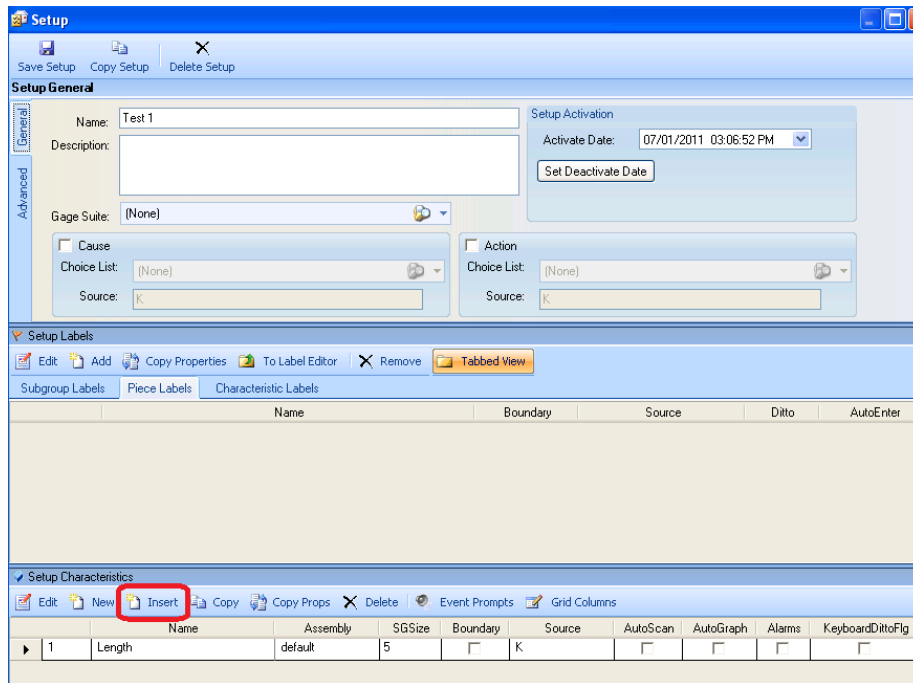 Setup
Save Setup Copy Setup Delete Setup
Setup General
General
Advanced
Name: Test 1
Description:
Gage Suite: (None)
Setup Activation
Activate Date: 07/01/2011 03:06:52 PM
Set Deactivate Date
Cause
Choice List: (None)
Source: K
Action
Choice List: (None)
Source: K
Setup Labels
Edit Add Copy Properties To Label Editor Remove Tabbed View
Subgroup Labels Piece Labels Characteristic Labels
Name Boundary Source Ditto AutoEnter
Setup Characteristics
Edit New Insert Copy Copy Props Delete Event Prompts Grid Columns
Name Assembly SGSize Boundary Source AutoScan AutoGraph Alarms KeyboardDittoFlg
1 Length default 5 K